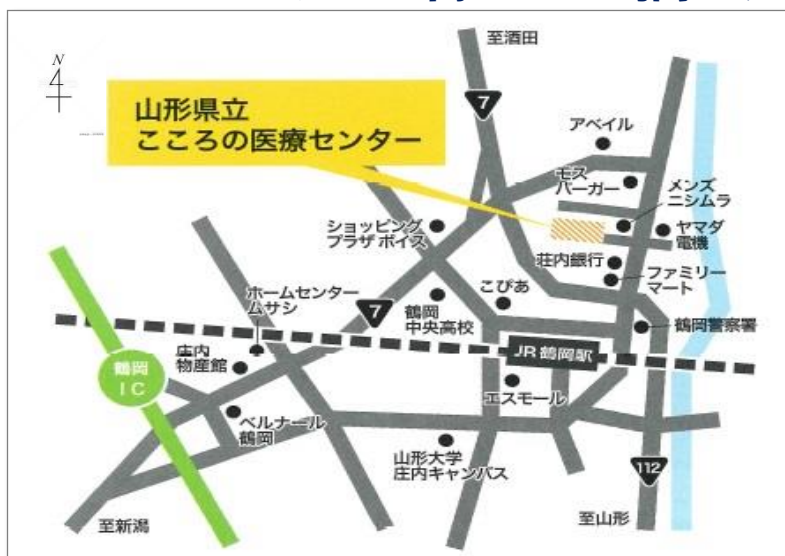 至酒田
N
7
山形県立
こころの医療センター
アベイル
モス
バーガー
メンズ
ニシムラ
ヤマダ
電機
ショッピング
プラザ ボイス
荘内銀行
ファミリー
マート
こぴあ
ホームセンター
ムサシ
7
鶴岡
中央高校
鶴岡警察署
JR 鶴岡駅
庄内
物産館
鶴岡
IC
エスモール
ベルナール
鶴岡
山形大学
庄内キャンパス
112
至新潟
至山形